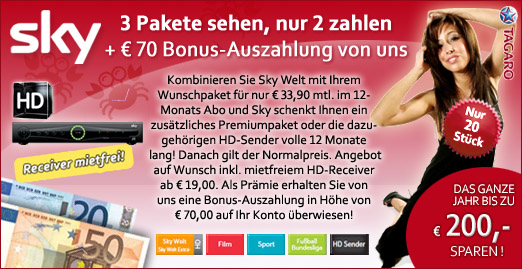 sky
3 Pakete sehen, nur 2 zahlen
+ € 70 Bonus-Auszahlung von uns
TAGARO
HD
Receiver mietfrei!
Kombinieren Sie Sky Welt mit Ihrem
Wunschpaket für nur € 33,90 mtl. im 12-
Monats Abo und Sky schenkt Ihnen ein
zusätzliches Premiumpaket oder die dazu-
gehörigen HD-Sender volle 12 Monate
lang! Danach gilt der Normalpreis. Angebot
auf Wunsch inkl. mietfreiem HD-Receiver
ab € 19,00. Als Prämie erhalten Sie von
uns eine Bonus-Auszahlung in Höhe von
€ 70,00 auf Ihr Konto überwiesen!
Nur
20
Stück
20
50
Sky Welt
Sky Welt Extra
Film
Sport
Fußball
Bundesliga
HD Sender
DAS GANZE
JAHR BIS ZU
€ 200,-
SPAREN !